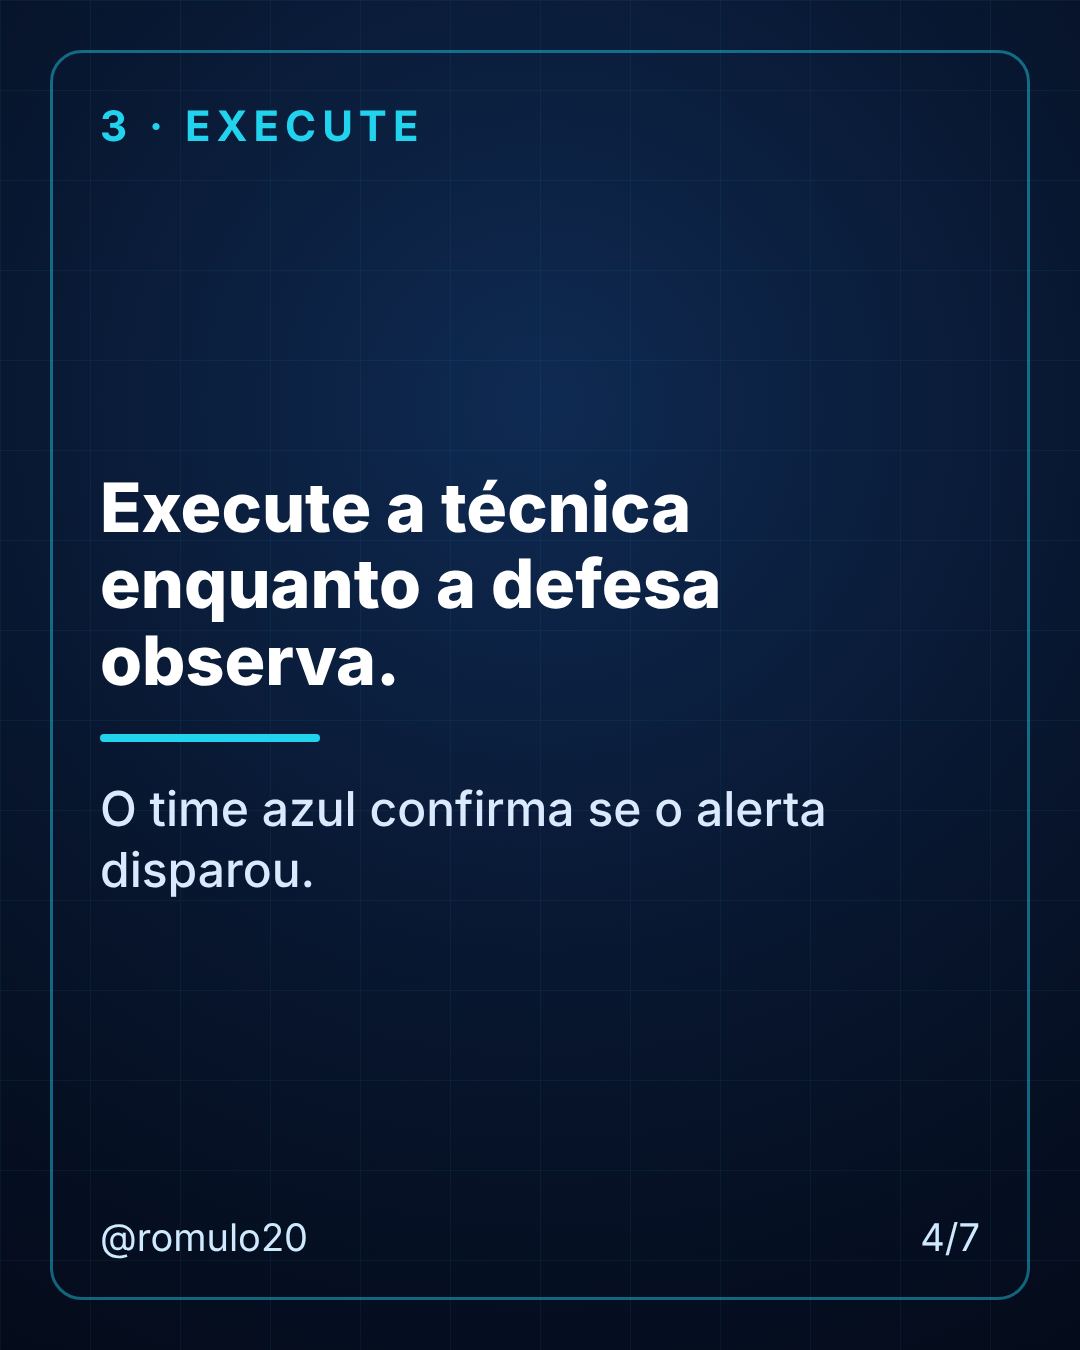 3 · EXECUTE
Execute a técnica
enquanto a defesa
observa.
O time azul confirma se o alerta
disparou.
@romulo20
4/7